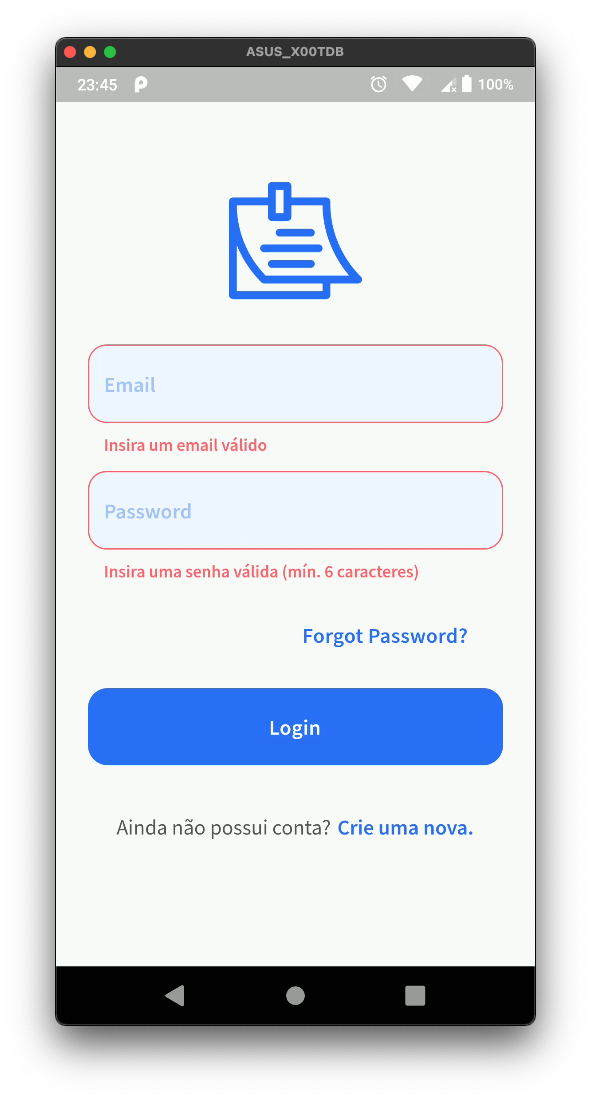 ASUS_X00TDB
23:45 100%
Email
Insira um email válido
Password
Insira uma senha válida (mín. 6 caracteres)
Forgot Password?
Login
Ainda não possui conta? Crie uma nova.